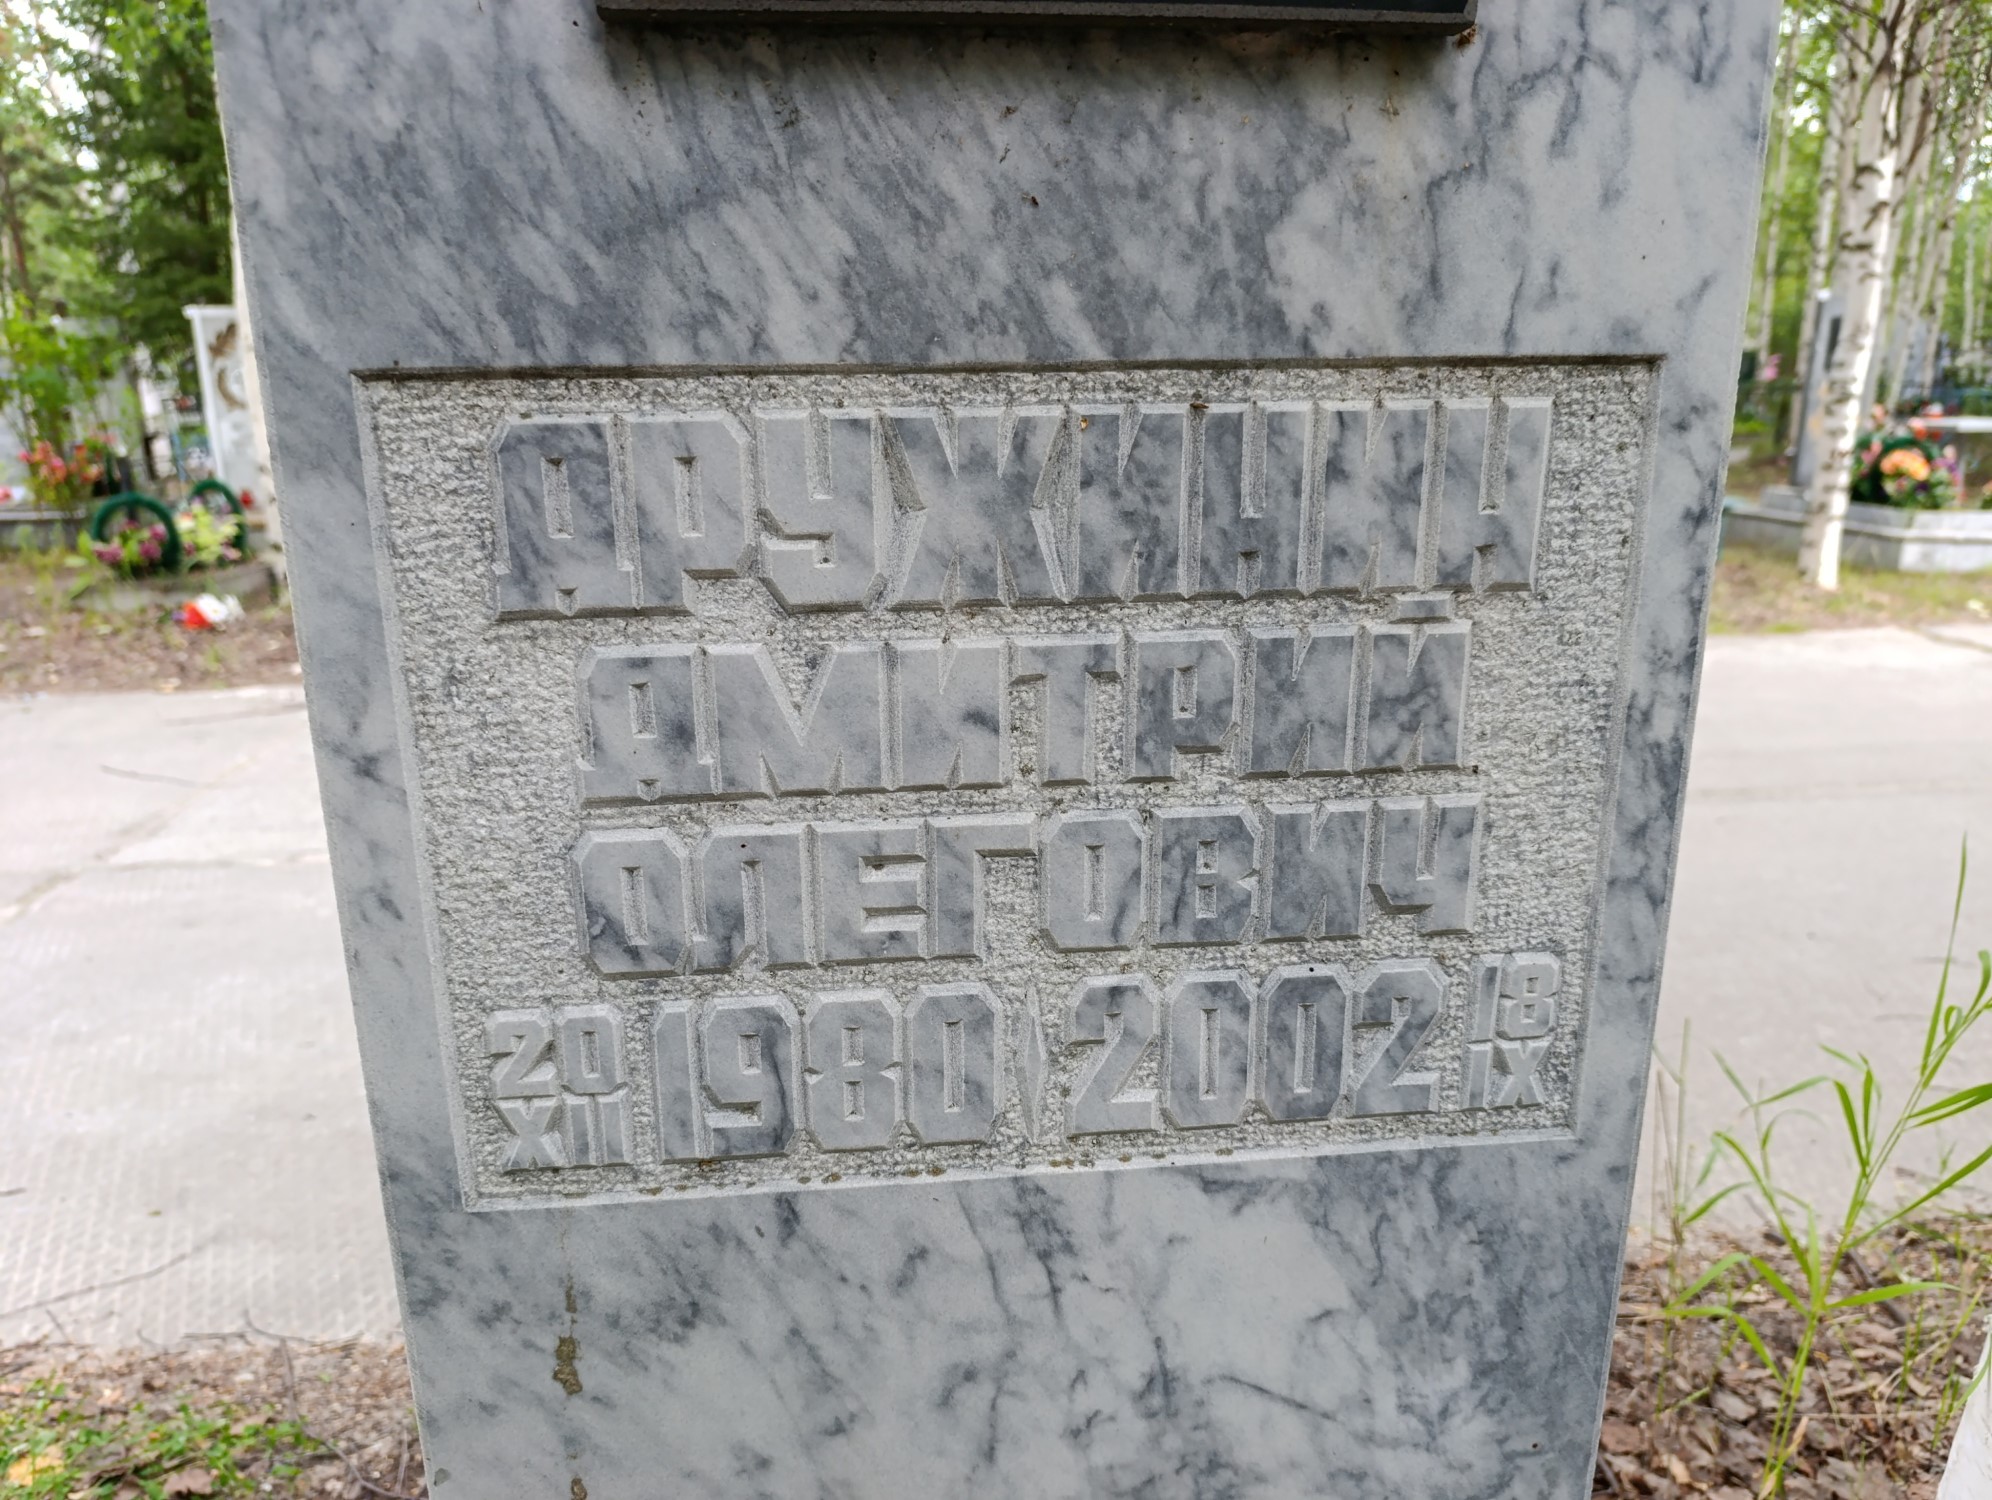 ДРУЖИНИН
ДМИТРИЙ
ОЛЕГОВИЧ
20 XII 1980 \ 2002 18 IX